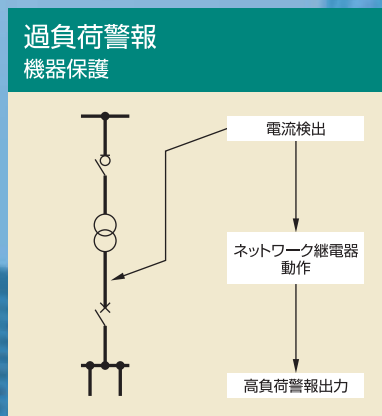 過負荷警報
機器保護
電流検出
ネットワーク継電器
動作
高負荷警報出力